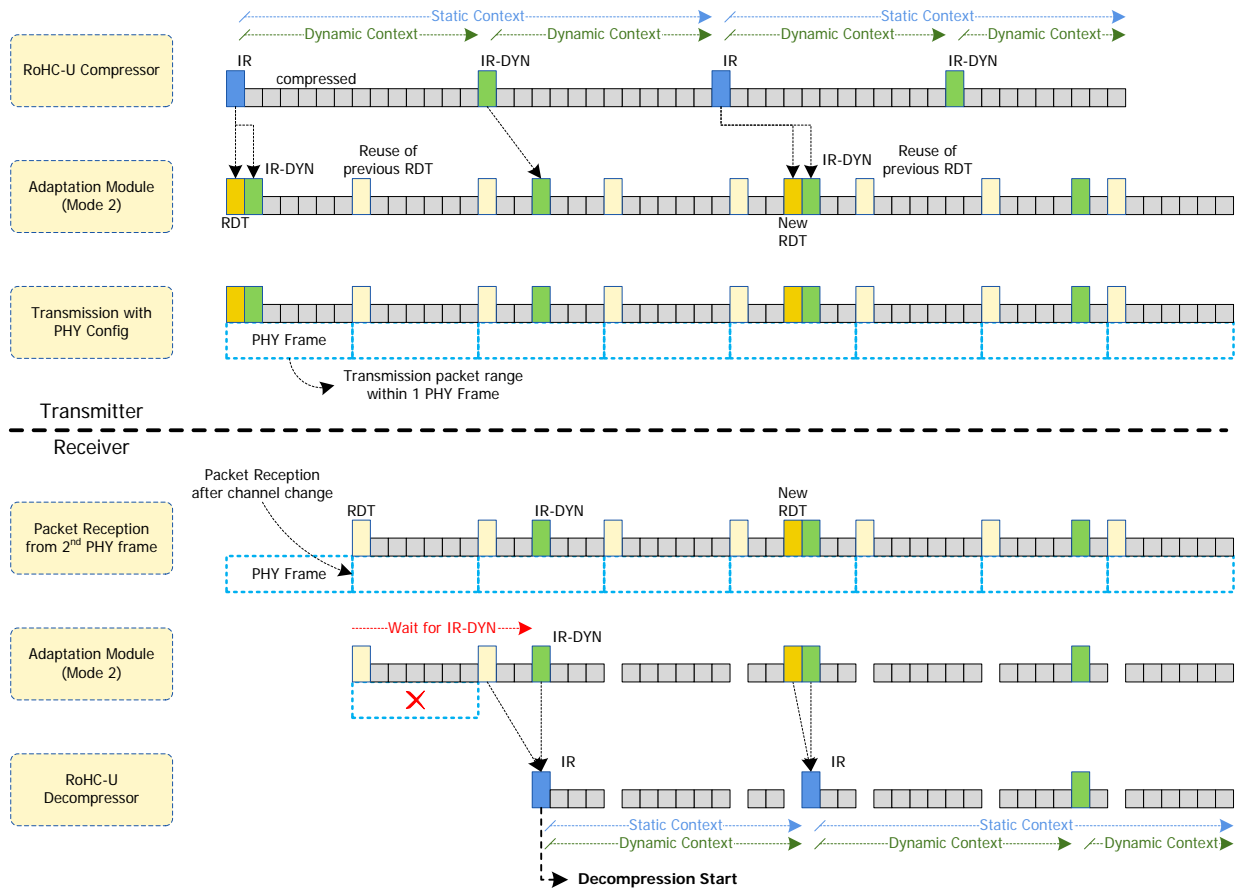 Static Context
Static Context
Dynamic Context
Dynamic Context
Dynamic Context
Dynamic Context
RoHC-U Compressor
IR
compressed
IR-DYN
IR
IR-DYN
Adaptation Module
(Mode 2)
IR-DYN
Reuse of
previous RDT
IR-DYN
Reuse of
previous RDT
RDT
New
RDT
Transmission with
PHY Config
PHY Frame
Transmission packet range
within 1 PHY Frame
Transmitter
Receiver
Packet Reception
after channel change
Packet Reception
from 2nd PHY frame
RDT
IR-DYN
New
RDT
PHY Frame
Adaptation Module
(Mode 2)
Wait for IR-DYN
IR-DYN
RoHC-U
Decompressor
IR
IR
Static Context
Static Context
Dynamic Context
Dynamic Context
Dynamic Context
Decompression Start